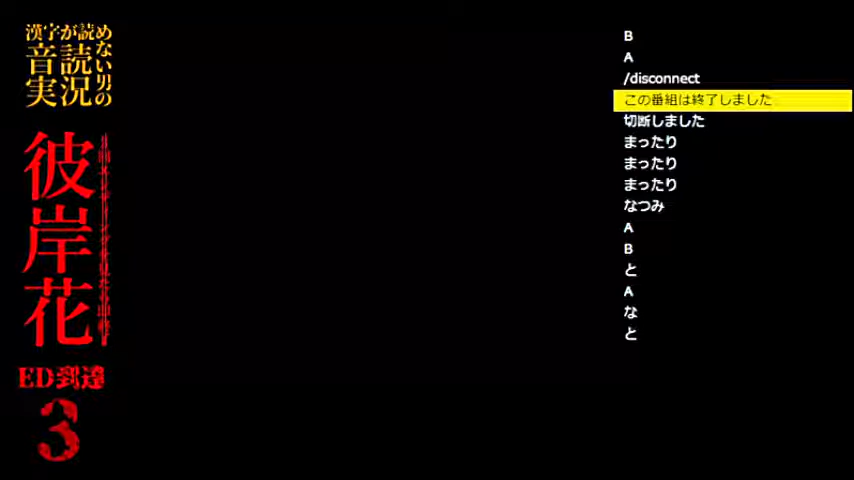 漢字が読め
ない男の
音読
実況
彼岸花
ED到達
3
B
A
/disconnect
この番組は終了しました
切断しました
まったり
まったり
まったり
なつみ
A
B
と
A
な
と